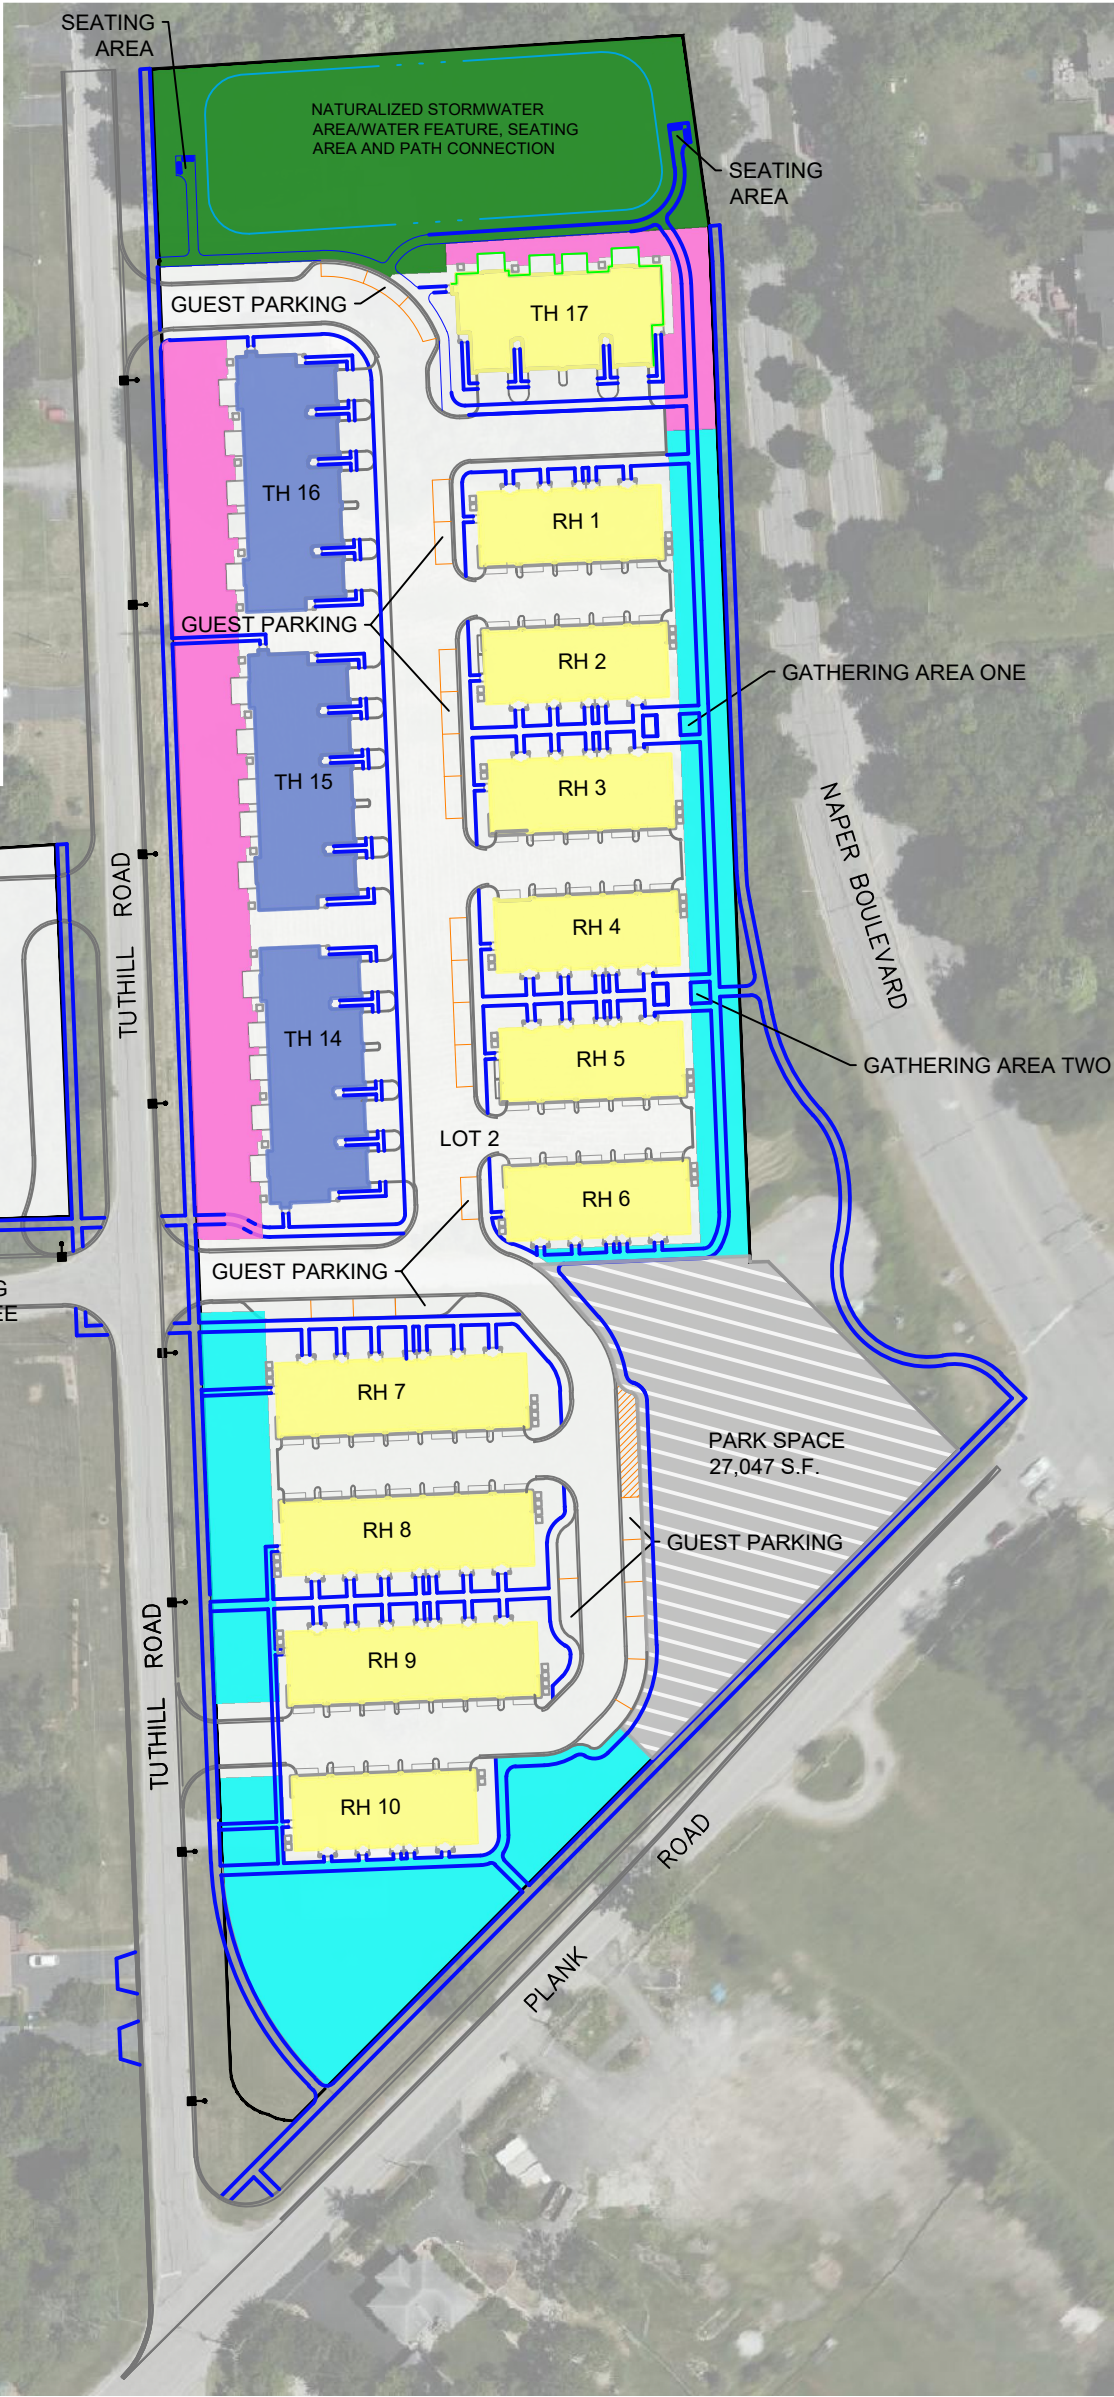 SEATING
AREA
NATURALIZED STORMWATER
AREA/WATER FEATURE, SEATING
AREA AND PATH CONNECTION
SEATING
AREA
GUEST PARKING
TH 17
TH 16
RH 1
GUEST PARKING
RH 2
GATHERING AREA ONE
TH 15
RH 3
NAPER BOULEVARD
TUTHILL ROAD
RH 4
TH 14
RH 5
GATHERING AREA TWO
LOT 2
RH 6
GUEST PARKING
G
EE
RH 7
PARK SPACE
27,047 S.F.
RH 8
GUEST PARKING
TUTHILL ROAD
RH 9
RH 10
PLANK ROAD